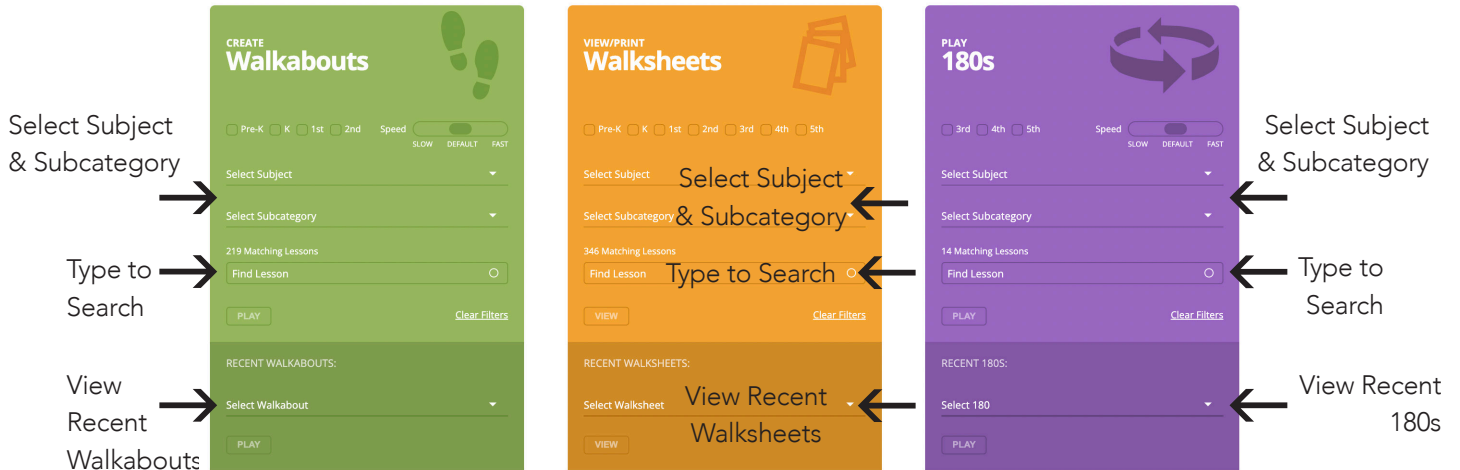 CREATE
Walkabouts
Pre-K K 1st 2nd Speed
SLOW DEFAULT FAST
Select Subject
Select Subcategory
219 Matching Lessons
Find Lesson
PLAY Clear Filters
RECENT WALKABOUTS:
Select Walkabout
PLAY
Select Subject
& Subcategory
Type to
Search
View
Recent
Walkabouts
VIEW/PRINT
Walksheets
Pre-K K 1st 2nd 3rd 4th 5th
Select Subject
Select Subcategory
346 Matching Lessons
Find Lesson
VIEW Clear Filters
RECENT WALKSHEETS:
Select Walksheet
VIEW
Select Subject
& Subcategory
Type to Search
View Recent
Walksheets
PLAY
180s
3rd 4th 5th Speed
SLOW DEFAULT FAST
Select Subject
Select Subcategory
14 Matching Lessons
Find Lesson
PLAY Clear Filters
RECENT 180S:
Select 180
PLAY
Select Subject
& Subcategory
Type to
Search
View Recent
180s